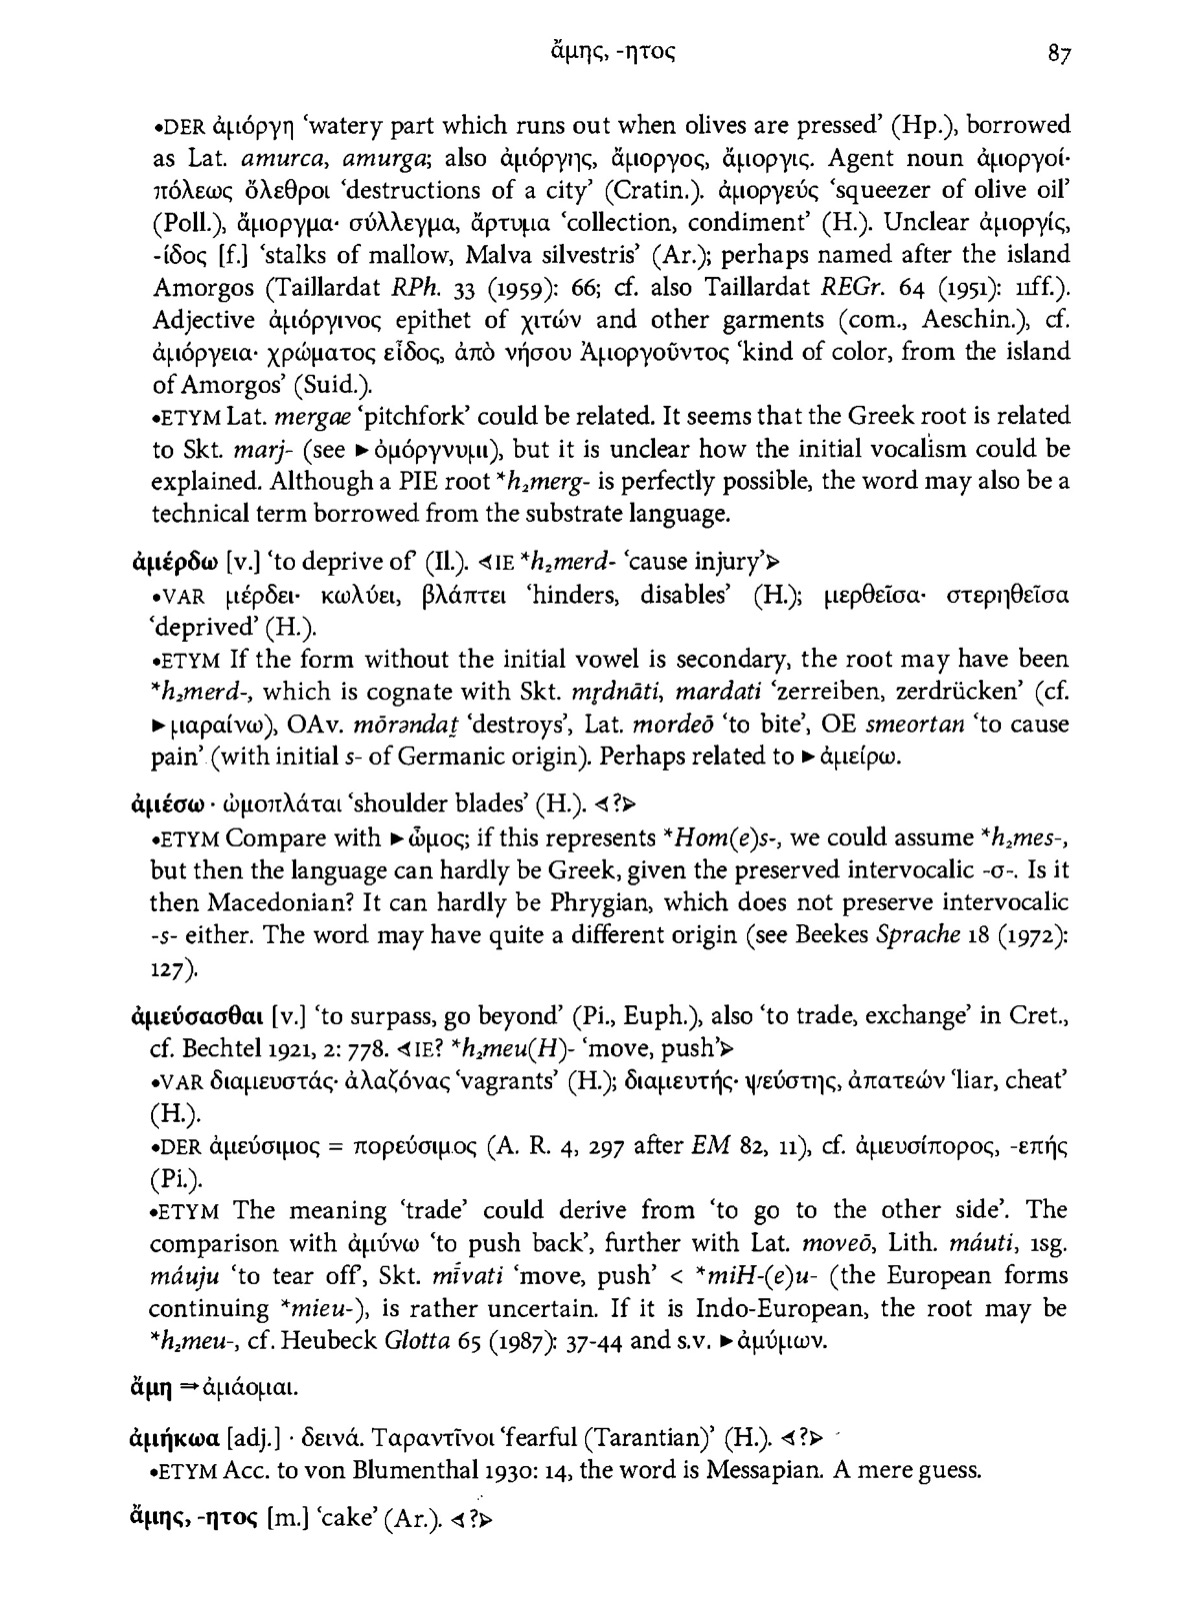 ἄμης, -ητος 87
•DER ἀμόργη ‘watery part which runs out when olives are pressed’ (Hp.), borrowed
as Lat. amurca, amurga; also ἀμόργης, ἄμοργος, ἄμοργις. Agent noun ἀμοργοί·
πόλεως ὄλεθροι ‘destructions of a city’ (Cratin.). ἀμοργεύς ‘squeezer of olive oil’
(Poll.), ἄμοργμα· σύλλεγμα, ἄρτυμα ‘collection, condiment’ (H.). Unclear ἀμοργίς,
-ίδος [f.] ‘stalks of mallow, Malva silvestris’ (Ar.); perhaps named after the island
Amorgos (Taillardat RPh. 33 (1959): 66; cf. also Taillardat REGr. 64 (1951): 11ff.).
Adjective ἀμόργινος epithet of χιτών and other garments (com., Aeschin.), cf.
ἀμόργεια· χρώματος εἶδος, ἀπὸ νήσου Ἀμοργοῦντος ‘kind of color, from the island
of Amorgos’ (Suid.).
•ETYM Lat. mergae ‘pitchfork’ could be related. It seems that the Greek root is related
to Skt. marj- (see ►ὀμόργνυμι), but it is unclear how the initial vocalism could be
explained. Although a PIE root *h₂merg- is perfectly possible, the word may also be a
technical term borrowed from the substrate language.
ἀμέρδω [v.] ‘to deprive of’ (Il.). ◁IE *h₂merd- ‘cause injury’▷
•VAR μέρδει· κωλύει, βλάπτει ‘hinders, disables’ (H.); μερθεῖσα· στερηθεῖσα
‘deprived’ (H.).
•ETYM If the form without the initial vowel is secondary, the root may have been
*h₂merd-, which is cognate with Skt. mr̥dnāti, mardati ‘zerreiben, zerdrücken’ (cf.
►μαραίνω), OAv. mōrəndat̰ ‘destroys’, Lat. mordeō ‘to bite’, OE smeortan ‘to cause
pain’ (with initial s- of Germanic origin). Perhaps related to ►ἀμείρω.
ἀμέσω · ὠμοπλάται ‘shoulder blades’ (H.). ◁?▷
•ETYM Compare with ►ὦμος; if this represents *Hom(e)s-, we could assume *h₂mes-,
but then the language can hardly be Greek, given the preserved intervocalic -σ-. Is it
then Macedonian? It can hardly be Phrygian, which does not preserve intervocalic
-s- either. The word may have quite a different origin (see Beekes Sprache 18 (1972):
127).
ἀμεύσασθαι [v.] ‘to surpass, go beyond’ (Pi., Euph.), also ‘to trade, exchange’ in Cret.,
cf. Bechtel 1921, 2: 778. ◁IE? *h₂meu(H)- ‘move, push’▷
•VAR διαμευστάς· ἀλαζόνας ‘vagrants’ (H.); διαμευτής· ψεύστης, ἀπατεών ‘liar, cheat’
(H.).
•DER ἀμεύσιμος = πορεύσιμος (A. R. 4, 297 after EM 82, 11), cf. ἀμευσίπορος, -επής
(Pi.).
•ETYM The meaning ‘trade’ could derive from ‘to go to the other side’. The
comparison with ἀμύνω ‘to push back’, further with Lat. moveō, Lith. máuti, 1sg.
máuju ‘to tear off’, Skt. mī́vati ‘move, push’ < *miH-(e)u- (the European forms
continuing *mieu-), is rather uncertain. If it is Indo-European, the root may be
*h₂meu-, cf. Heubeck Glotta 65 (1987): 37-44 and s.v. ►ἀμύμων.
ἄμη ⇒ἀμάομαι.
ἀμήκωα [adj.] · δεινά. Ταραντῖνοι ‘fearful (Tarantian)’ (H.). ◁?▷
•ETYM Acc. to von Blumenthal 1930: 14, the word is Messapian. A mere guess.
ἄμης, -ητος [m.] ‘cake’ (Ar.). ◁?▷